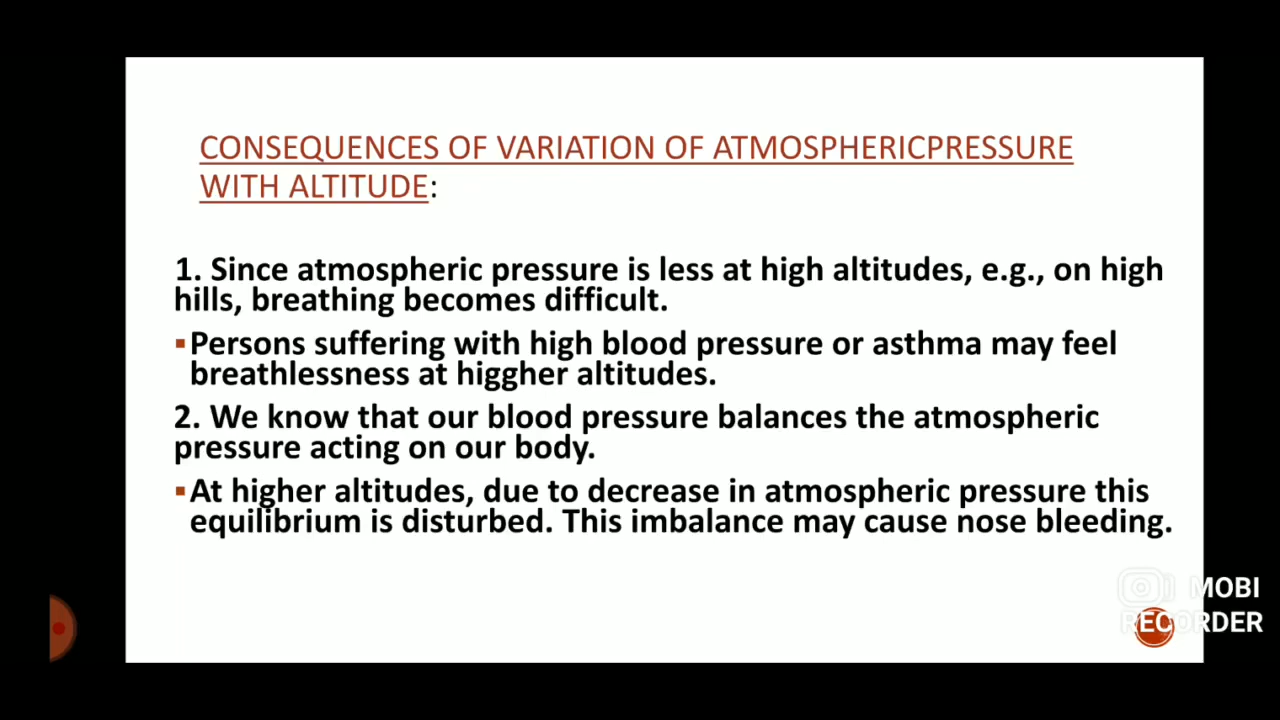 CONSEQUENCES OF VARIATION OF ATMOSPHERICPRESSURE
WITH ALTITUDE:
1. Since atmospheric pressure is less at high altitudes, e.g., on high
hills, breathing becomes difficult.
▪Persons suffering with high blood pressure or asthma may feel
breathlessness at higgher altitudes.
2. We know that our blood pressure balances the atmospheric
pressure acting on our body.
▪At higher altitudes, due to decrease in atmospheric pressure this
equilibrium is disturbed. This imbalance may cause nose bleeding.
MOBI
RECORDER